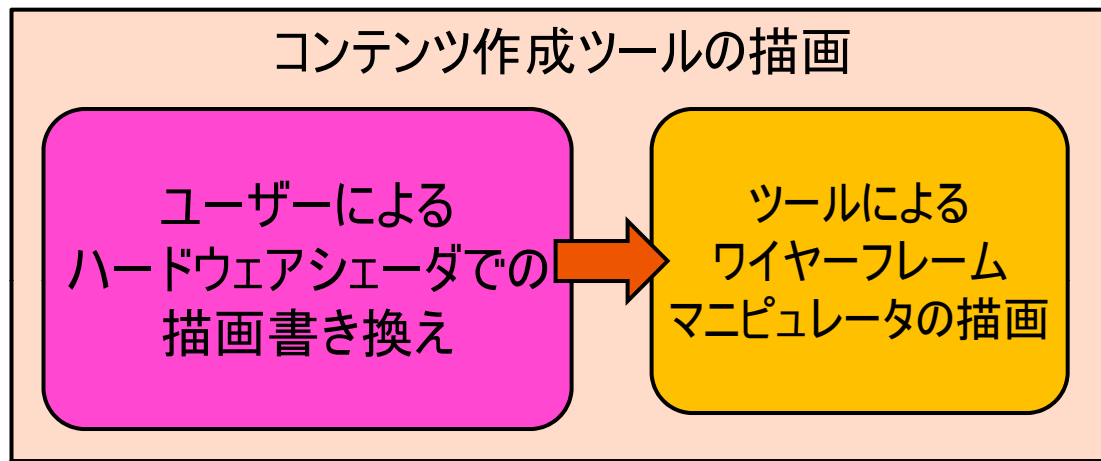 コンテンツ作成ツールの描画
ユーザーによる
ハードウェアシェーダでの
描画書き換え
ツールによる
ワイヤーフレーム
マニピュレータの描画